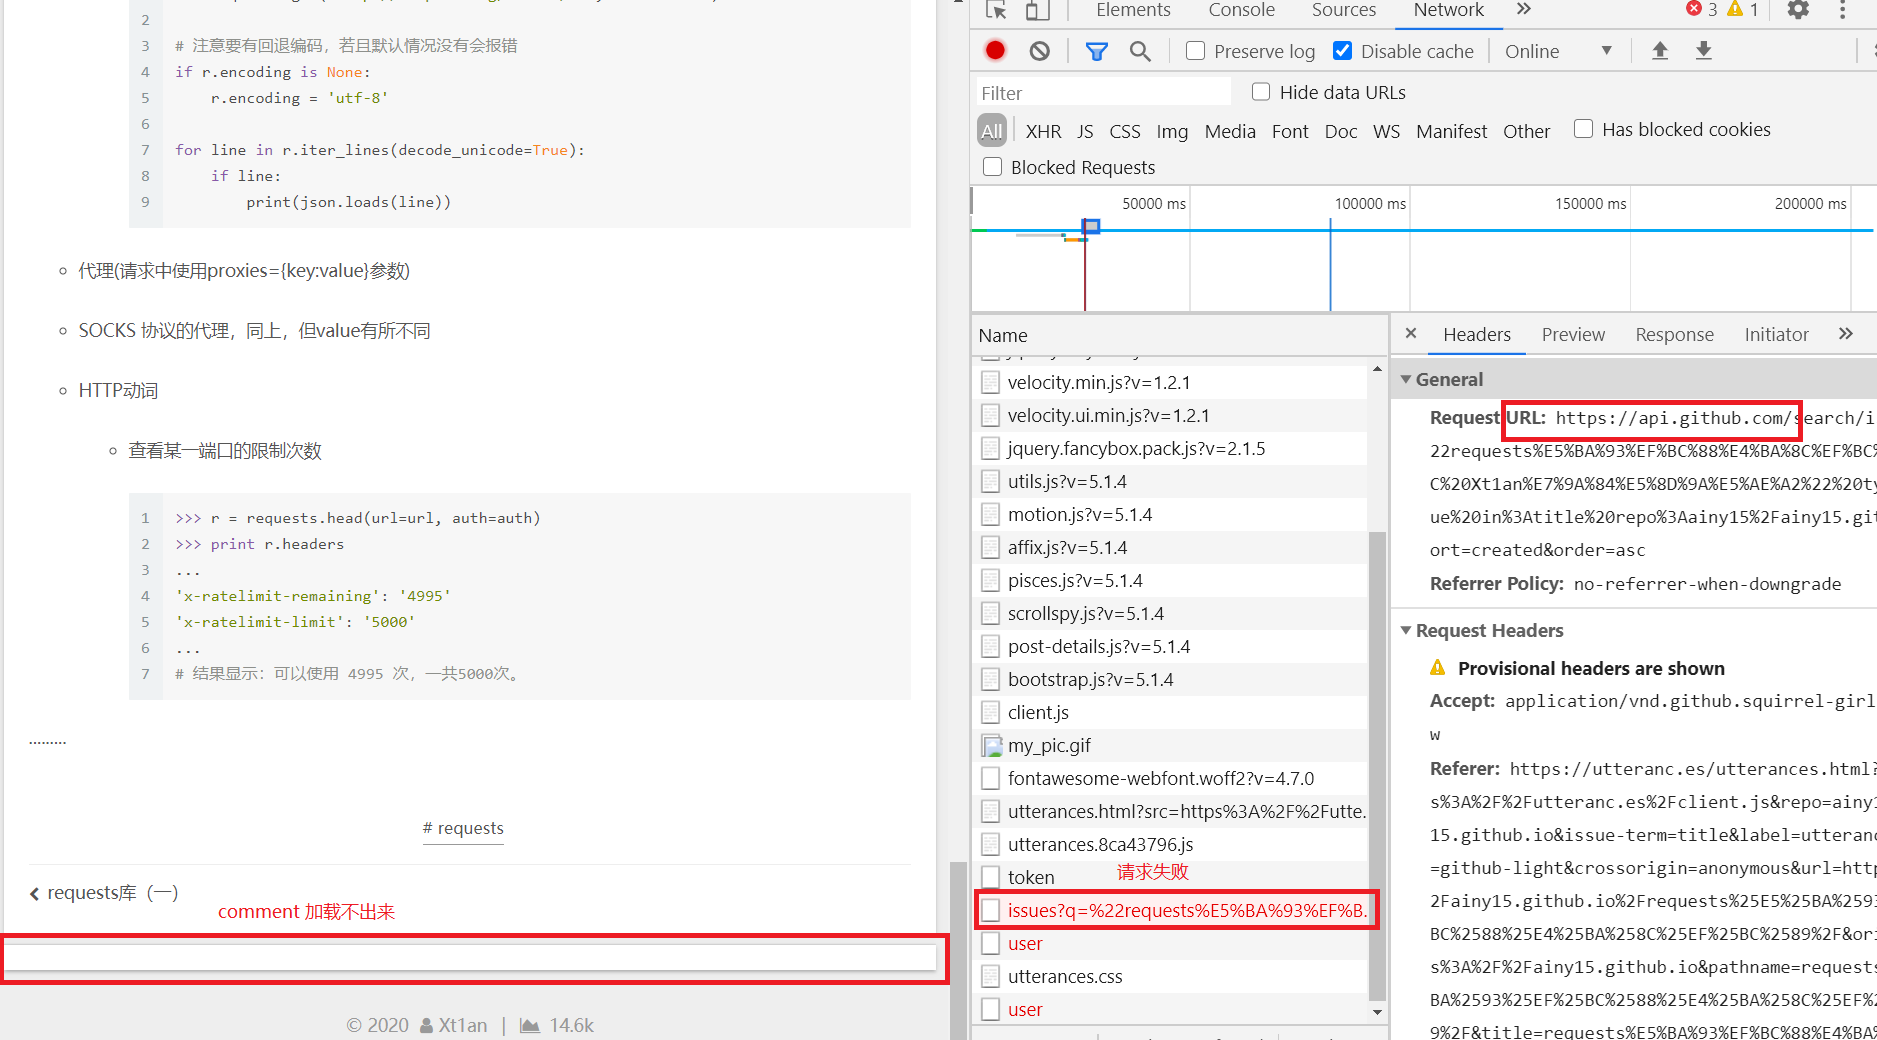 2
3 # 注意要有回退编码，若且默认情况没有会报错
4 if r.encoding is None:
5 r.encoding = 'utf-8'
6
7 for line in r.iter_lines(decode_unicode=True):
8 if line:
9 print(json.loads(line))
代理(请求中使用proxies={key:value}参数)
SOCKS 协议的代理，同上，但value有所不同
HTTP动词
查看某一端口的限制次数
1 >>> r = requests.head(url=url, auth=auth)
2 >>> print r.headers
3 ...
4 'x-ratelimit-remaining': '4995'
5 'x-ratelimit-limit': '5000'
6 ...
7 # 结果显示：可以使用 4995 次，一共5000次。
.........
# requests
requests库（一）
comment 加载不出来
© 2020 Xt1an | 14.6k
Elements Console Sources Network » 3 1
Preserve log Disable cache Online
Filter Hide data URLs
All XHR JS CSS Img Media Font Doc WS Manifest Other Has blocked cookies
Blocked Requests
50000 ms 100000 ms 150000 ms 200000 ms
Name
velocity.min.js?v=1.2.1
velocity.ui.min.js?v=1.2.1
jquery.fancybox.pack.js?v=2.1.5
utils.js?v=5.1.4
motion.js?v=5.1.4
affix.js?v=5.1.4
pisces.js?v=5.1.4
scrollspy.js?v=5.1.4
post-details.js?v=5.1.4
bootstrap.js?v=5.1.4
client.js
my_pic.gif
fontawesome-webfont.woff2?v=4.7.0
utterances.html?src=https%3A%2F%2Futte.
utterances.8ca43796.js
token 请求失败
issues?q=%22requests%E5%BA%93%EF%B.
user
utterances.css
user
× Headers Preview Response Initiator »
General
Request URL: https://api.github.com/search/i
22requests%E5%BA%93%EF%BC%88%E4%BA%8C%EF%BC%
C%20Xt1an%E7%9A%84%E5%8D%9A%E5%AE%A2%22%20ty
ue%20in%3Atitle%20repo%3Aainy15%2Fainy15.git
ort=created&order=asc
Referrer Policy: no-referrer-when-downgrade
Request Headers
Provisional headers are shown
Accept: application/vnd.github.squirrel-girl
w
Referer: https://utteranc.es/utterances.html?
s%3A%2F%2Futteranc.es%2Fclient.js&repo=ainy1
15.github.io&issue-term=title&label=utteranc
=github-light&crossorigin=anonymous&url=http
2Fainy15.github.io%2Frequests%25E5%25BA%2593
BC%2588%25E4%25BA%258C%25EF%25BC%2589%2F&ori
s%3A%2F%2Fainy15.github.io&pathname=requests
BA%2593%25EF%25BC%2588%25E4%25BA%258C%25EF%2
9%2F&title=requests%E5%BA%93%EF%BC%88%E4%BA%